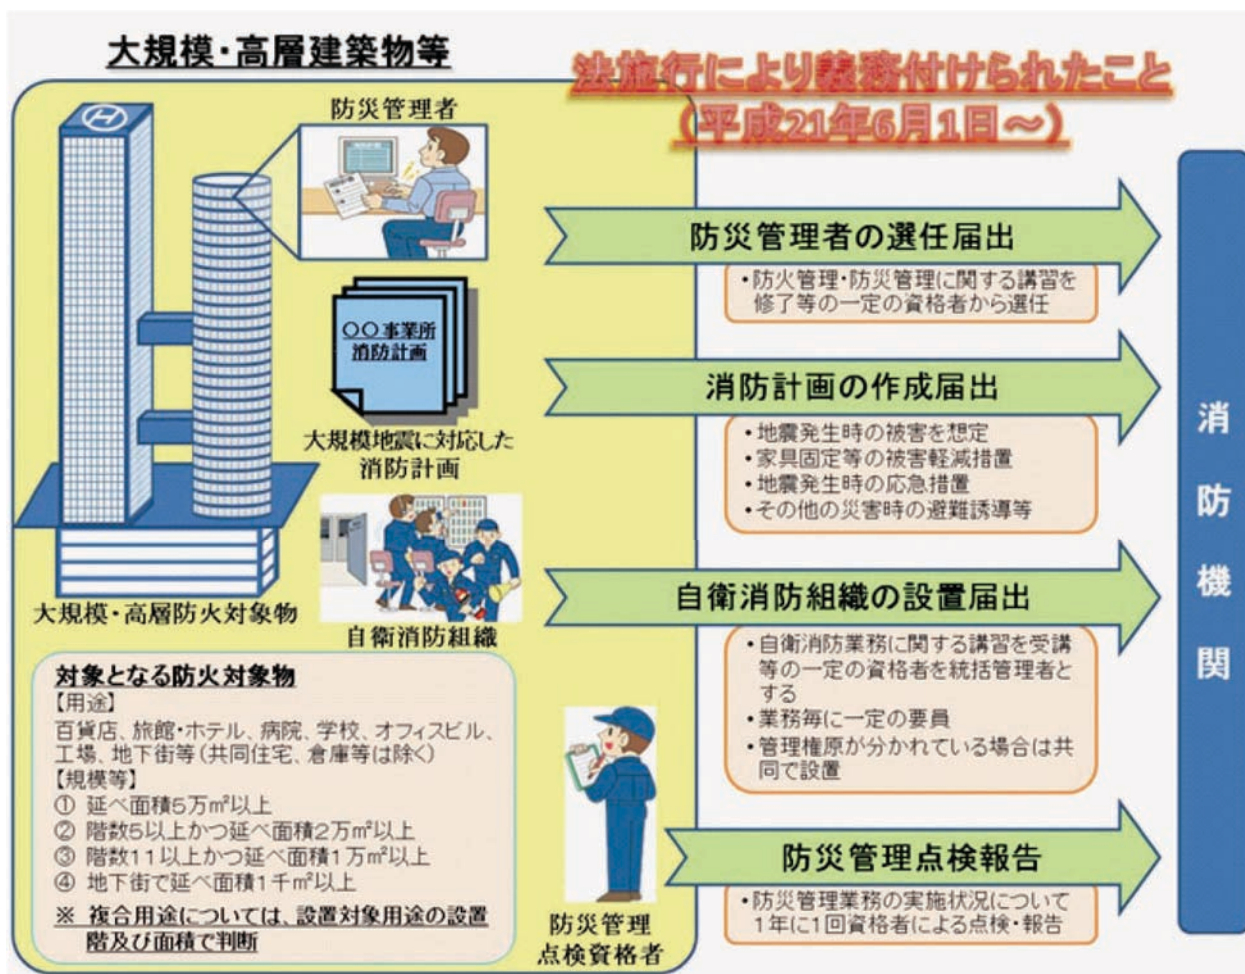 大規模・高層建築物等
法施行により義務付けられたこと
（平成21年6月1日～）
防災管理者
H
〇〇事業所
消防計画
大規模地震に対応した
消防計画
大規模・高層防火対象物
自衛消防組織
対象となる防火対象物
【用途】
百貨店、旅館・ホテル、病院、学校、オフィスビル、
工場、地下街等(共同住宅、倉庫等は除く)
【規模等】
① 延べ面積5万㎡以上
② 階数5以上かつ延べ面積2万㎡以上
③ 階数11以上かつ延べ面積1万㎡以上
④ 地下街で延べ面積1千㎡以上
※ 複合用途については、設置対象用途の設置
階及び面積で判断
防災管理
点検資格者
防災管理者の選任届出
・防火管理・防災管理に関する講習を
修了等の一定の資格者から選任
消防計画の作成届出
・地震発生時の被害を想定
・家具固定等の被害軽減措置
・地震発生時の応急措置
・その他の災害時の避難誘導等
自衛消防組織の設置届出
・自衛消防業務に関する講習を受講
等の一定の資格者を統括管理者と
する
・業務毎に一定の要員
・管理権原が分かれている場合は共
同で設置
防災管理点検報告
・防災管理業務の実施状況について
1年に1回資格者による点検・報告
消防機関